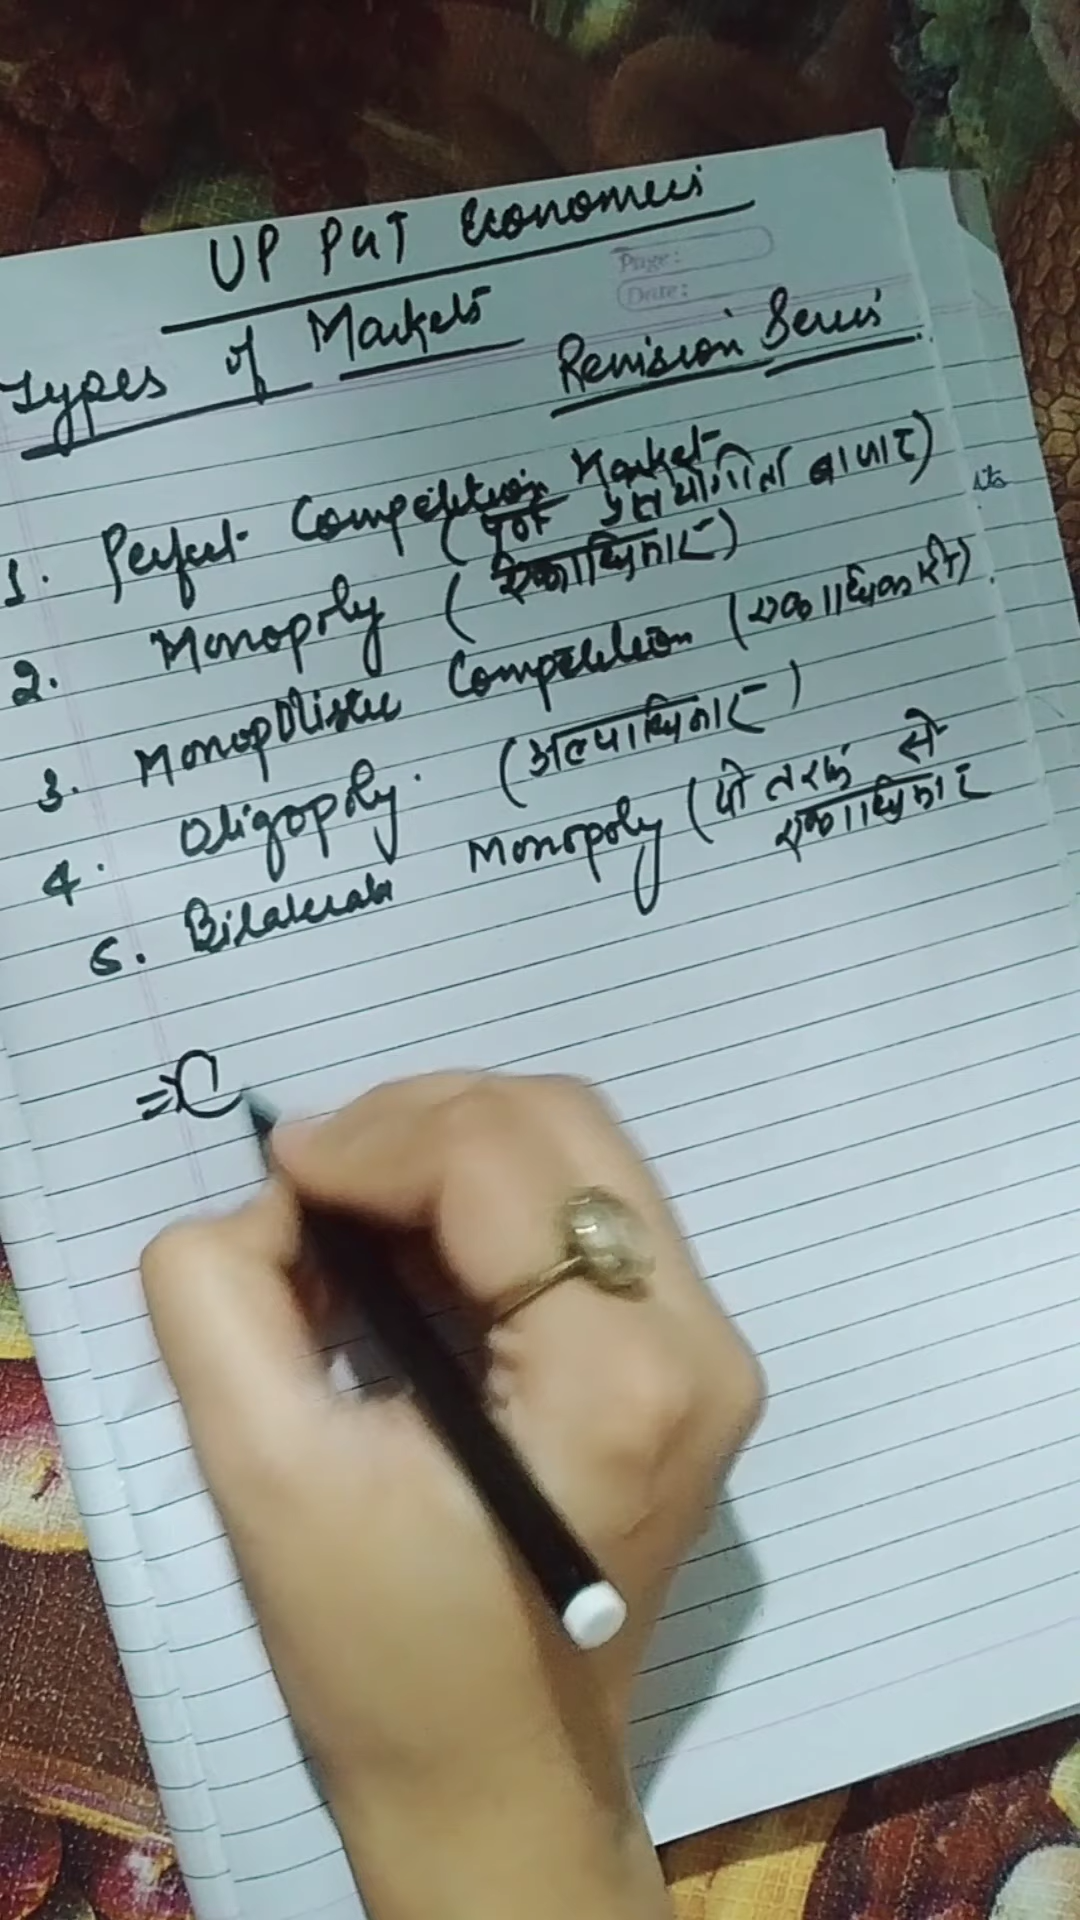 UP PGT Economics
Page:
Date:
Types of Markets
Revision Series
1. Perfect Competition Market
(पूर्ण प्रतियोगिता बाजार)
2. Monopoly (एकाधिकार)
3. Monopolistic Competition (एकाधिकारी)
4. Oligopoly. (अल्पाधिकार)
5. Bilateral Monopoly (दो तरफ से
एकाधिकार